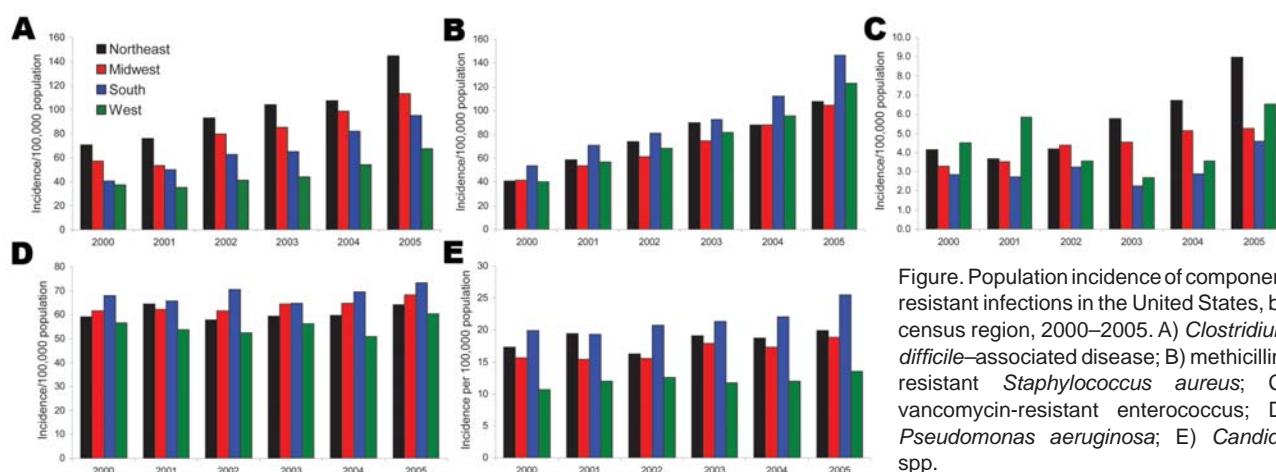 A
Incidence/100,000 population
160
140
120
100
80
60
40
20
0
Northeast
Midwest
South
West
2000 2001 2002 2003 2004 2005
B
Incidence/100,000 population
160
140
120
100
80
60
40
20
0
2000 2001 2002 2003 2004 2005
C
Incidence/100,000 population
10.0
9.0
8.0
7.0
6.0
5.0
4.0
3.0
2.0
1.0
0.0
2000 2001 2002 2003 2004 2005
D
Incidence/100,000 population
80
70
60
50
40
30
20
10
0
2000 2001 2002 2003 2004 2005
E
Incidence per 100,000 population
30
25
20
15
10
5
0
2000 2001 2002 2003 2004 2005
Figure. Population incidence of componen
resistant infections in the United States, b
census region, 2000–2005. A) Clostridiu
difficile–associated disease; B) methicillin
resistant Staphylococcus aureus; C
vancomycin-resistant enterococcus; D
Pseudomonas aeruginosa; E) Candid
spp.